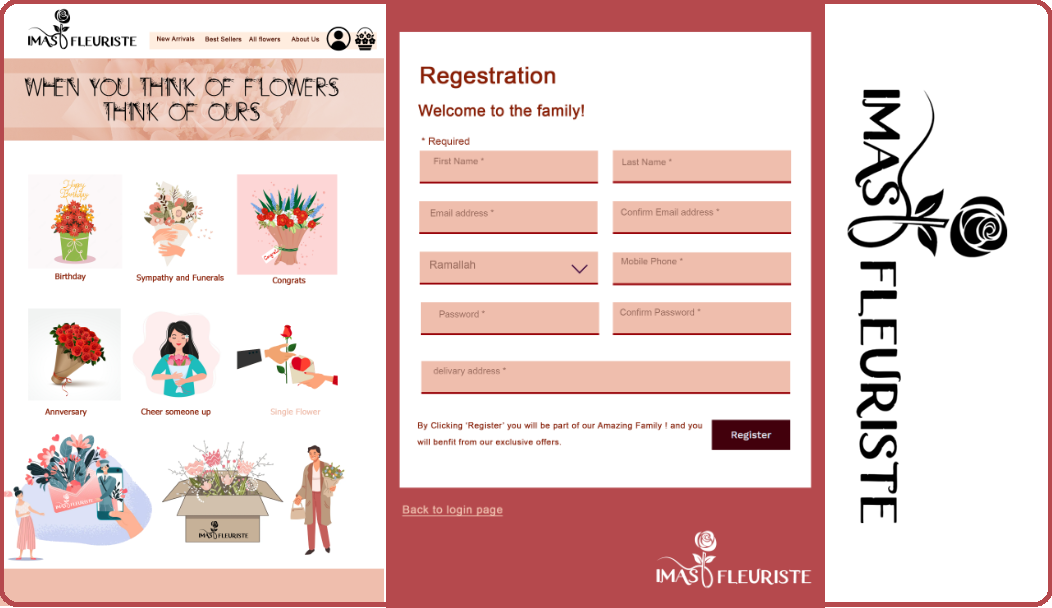 IMAS FLEURISTE
New Arrivals
Best Sellers
All flowers
About Us
WHEN YOU THINK OF FLOWERS
THINK OF OURS
Happy
Birthday
Birthday
Sympathy and Funerals
Congrats
Congrats
Annversary
Cheer someone up
Single Flower
IMAS FLEURISTE
IMAS FLEURISTE
Regestration
Welcome to the family!
* Required
First Name *
Last Name *
Email address *
Confirm Email address *
Ramallah
Mobile Phone *
Password *
Confirm Password *
delivary address *
By Clicking ‘Register’ you will be part of our Amazing Family ! and you
will benfit from our exclusive offers.
Register
Back to login page
IMAS FLEURISTE
IMAS FLEURISTE